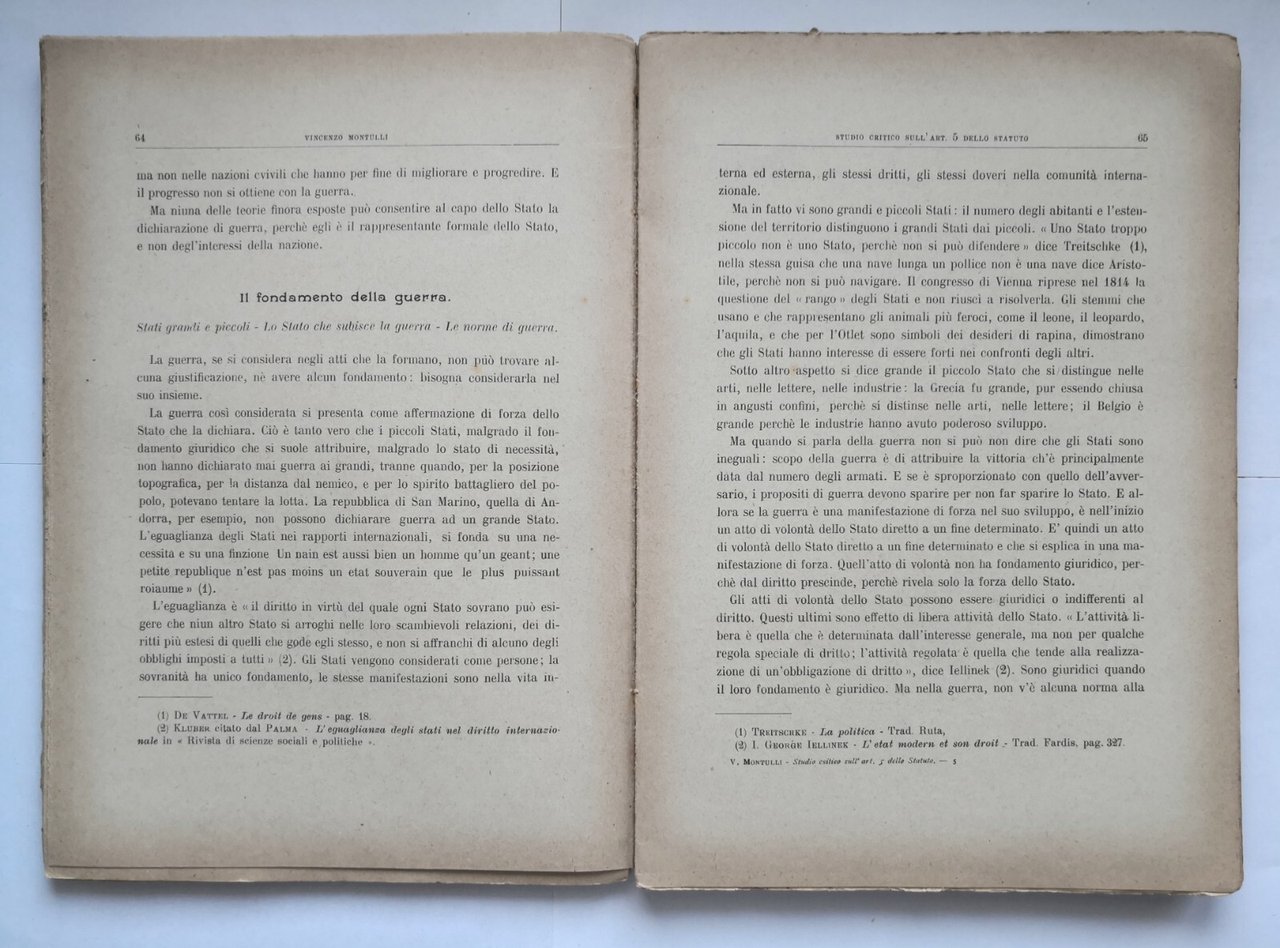 64
VINCENZO MONTULLI
ma non nelle nazioni cvivili che hanno per fine di migliorare e progredire. E
il progresso non si ottiene con la guerra.
Ma niuna delle teorie finora esposte può consentire al capo dello Stato la
dichiarazione di guerra, perchè egli è il rappresentante formale dello Stato,
e non degl'interessi della nazione.
Il fondamento della guerra.
Stati grandi e piccoli - Lo Stato che subisce la guerra - Le norme di guerra.
La guerra, se si considera negli atti che la formano, non può trovare al-
cuna giustificazione, nè avere alcun fondamento: bisogna considerarla nel
suo insieme.
La guerra così considerata si presenta come affermazione di forza dello
Stato che la dichiara. Ciò è tanto vero che i piccoli Stati, malgrado il fon-
damento giuridico che si suole attribuire, malgrado lo stato di necessità,
non hanno dichiarato mai guerra ai grandi, tranne quando, per la posizione
topografica, per la distanza dal nemico, e per lo spirito battagliero del po-
polo, potevano tentare la lotta. La repubblica di San Marino, quella di An-
dorra, per esempio, non possono dichiarare guerra ad un grande Stato.
L'eguaglianza degli Stati nei rapporti internazionali, si fonda su una ne-
cessita e su una finzione Un nain est aussi bien un homme qu'un geant; une
petite republique n'est pas moins un etat souverain que le plus puissant
roiaume» (1).
L'eguaglianza è «il diritto in virtù del quale ogni Stato sovrano può esi-
gere che niun altro Stato si arroghi nelle loro scambievoli relazioni, dei di-
ritti più estesi di quelli che gode egli stesso, e non si affranchi di alcuno degli
obblighi imposti a tutti» (2). Gli Stati vengono considerati come persone; la
sovranità ha unico fondamento, le stesse manifestazioni sono nella vita in-
(1) DE VATTEL - Le droit de gens - pag. 18.
(2) KLUBER citato dal PALMA - L'eguaglianza degli stati nel diritto internazio-
nale in « Rivista di scienze sociali e politiche ».
STUDIO CRITICO SULL'ART. 5 DELLO STATUTO
65
terna ed esterna, gli stessi dritti, gli stessi doveri nella comunità interna-
zionale.
Ma in fatto vi sono grandi e piccoli Stati: il numero degli abitanti e l'esten-
sione del territorio distinguono i grandi Stati dai piccoli. « Uno Stato troppo
piccolo non è uno Stato, perchè non si può difendere» dice Treitschke (1),
nella stessa guisa che una nave lunga un pollice non è una nave dice Aristo-
tile, perchè non si può navigare. Il congresso di Vienna riprese nel 1814 la
questione del «rango» degli Stati e non riusci a risolverla. Gli stemmi che
usano e che rappresentano gli animali più feroci, come il leone, il leopardo,
l'aquila, e che per l'Otlet sono simboli dei desideri di rapina, dimostrano
che gli Stati hanno interesse di essere forti nei confronti degli altri.
Sotto altro aspetto si dice grande il piccolo Stato che si distingue nelle
arti, nelle lettere, nelle industrie: la Grecia fu grande, pur essendo chiusa
in angusti confini, perchè si distinse nelle arti, nelle lettere; il Belgio è
grande perchè le industrie hanno avuto poderoso sviluppo.
Ma quando si parla della guerra non si può non dire che gli Stati sono
ineguali: scopo della guerra è di attribuire la vittoria ch'è principalmente
data dal numero degli armati. E se è sproporzionato con quello dell'avver-
sario, i propositi di guerra devono sparire per non far sparire lo Stato. E al-
lora se la guerra è una manifestazione di forza nel suo sviluppo, è nell'inizio
un atto di volontà dello Stato diretto a un fine determinato. E' quindi un atto
di volontà dello Stato diretto a un fine determinato e che si esplica in una ma-
nifestazione di forza. Quell'atto di volontà non ha fondamento giuridico, per-
chè dal diritto prescinde, perchè rivela solo la forza dello Stato.
Gli atti di volontà dello Stato possono essere giuridici o indifferenti al
diritto. Questi ultimi sono effetto di libera attività dello Stato. « L'attività li-
bera è quella che è determinata dall'interesse generale, ma non per qualche
regola speciale di dritto; l'attività regolata è quella che tende alla realizza-
zione di un'obbligazione di dritto», dice Iellinek (2). Sono giuridici quando
il loro fondamento è giuridico. Ma nella guerra, non v'è alcuna norma alla
(1) TREITSCRKE - La politica - Trad. Ruta,
(2) I. GEORGE IELLINEK - L'etat modern et son droit - Trad. Fardis, pag. 327.
V. MONTULLI - Studio csitico sull'art. 5 dello Statuto. — 5